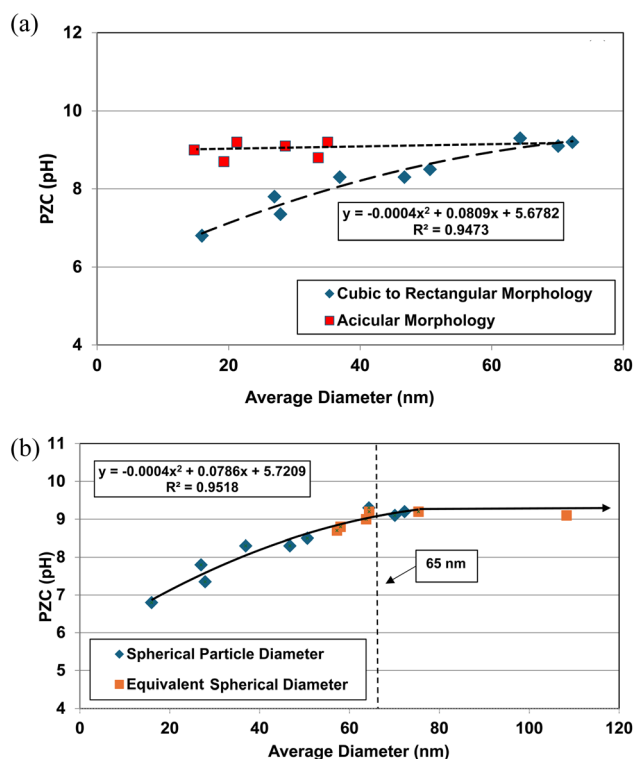 (a)
12
10
8
6
4
PZC (pH)
y = -0.0004x² + 0.0809x + 5.6782
R² = 0.9473
Cubic to Rectangular Morphology
Acicular Morphology
0 20 40 60 80
Average Diameter (nm)
(b)
11
10
9
8
7
6
5
4
PZC (pH)
y = -0.0004x² + 0.0786x + 5.7209
R² = 0.9518
65 nm
Spherical Particle Diameter
Equivalent Spherical Diameter
0 20 40 60 80 100 120
Average Diameter (nm)